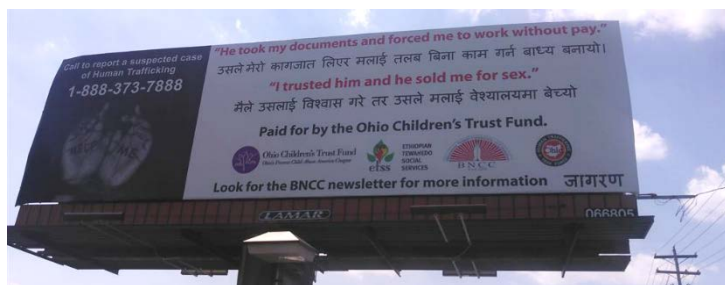 Call to report a suspected case
of Human Trafficking
1-888-373-7888
HELP ME
"He took my documents and forced me to work without pay."
उसले मेरो कागजात लिएर मलाई तलब बिना काम गर्न बाध्य बनायो।
"I trusted him and he sold me for sex."
मैले उसलाई विश्वास गरे तर उसले मलाई वेश्यालयमा बेच्यो
Paid for by the Ohio Children's Trust Fund.
Ohio Children's Trust Fund
etss
ETHIOPIAN
TEWAHEDO
SOCIAL
SERVICES
BNCC
Look for the BNCC newsletter for more information जागरण
LAMAR
066805